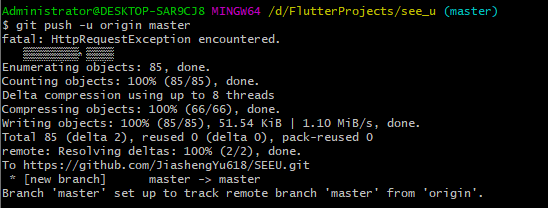 Administrator@DESKTOP-SAR9CJ8 MINGW64 /d/FlutterProjects/see_u (master)
$ git push -u origin master
fatal: HttpRequestException encountered.
Enumerating objects: 85, done.
Counting objects: 100% (85/85), done.
Delta compression using up to 8 threads
Compressing objects: 100% (66/66), done.
Writing objects: 100% (85/85), 51.54 KiB | 1.10 MiB/s, done.
Total 85 (delta 2), reused 0 (delta 0), pack-reused 0
remote: Resolving deltas: 100% (2/2), done.
To https://github.com/JiashengYu618/SEEU.git
 * [new branch]      master -> master
Branch 'master' set up to track remote branch 'master' from 'origin'.